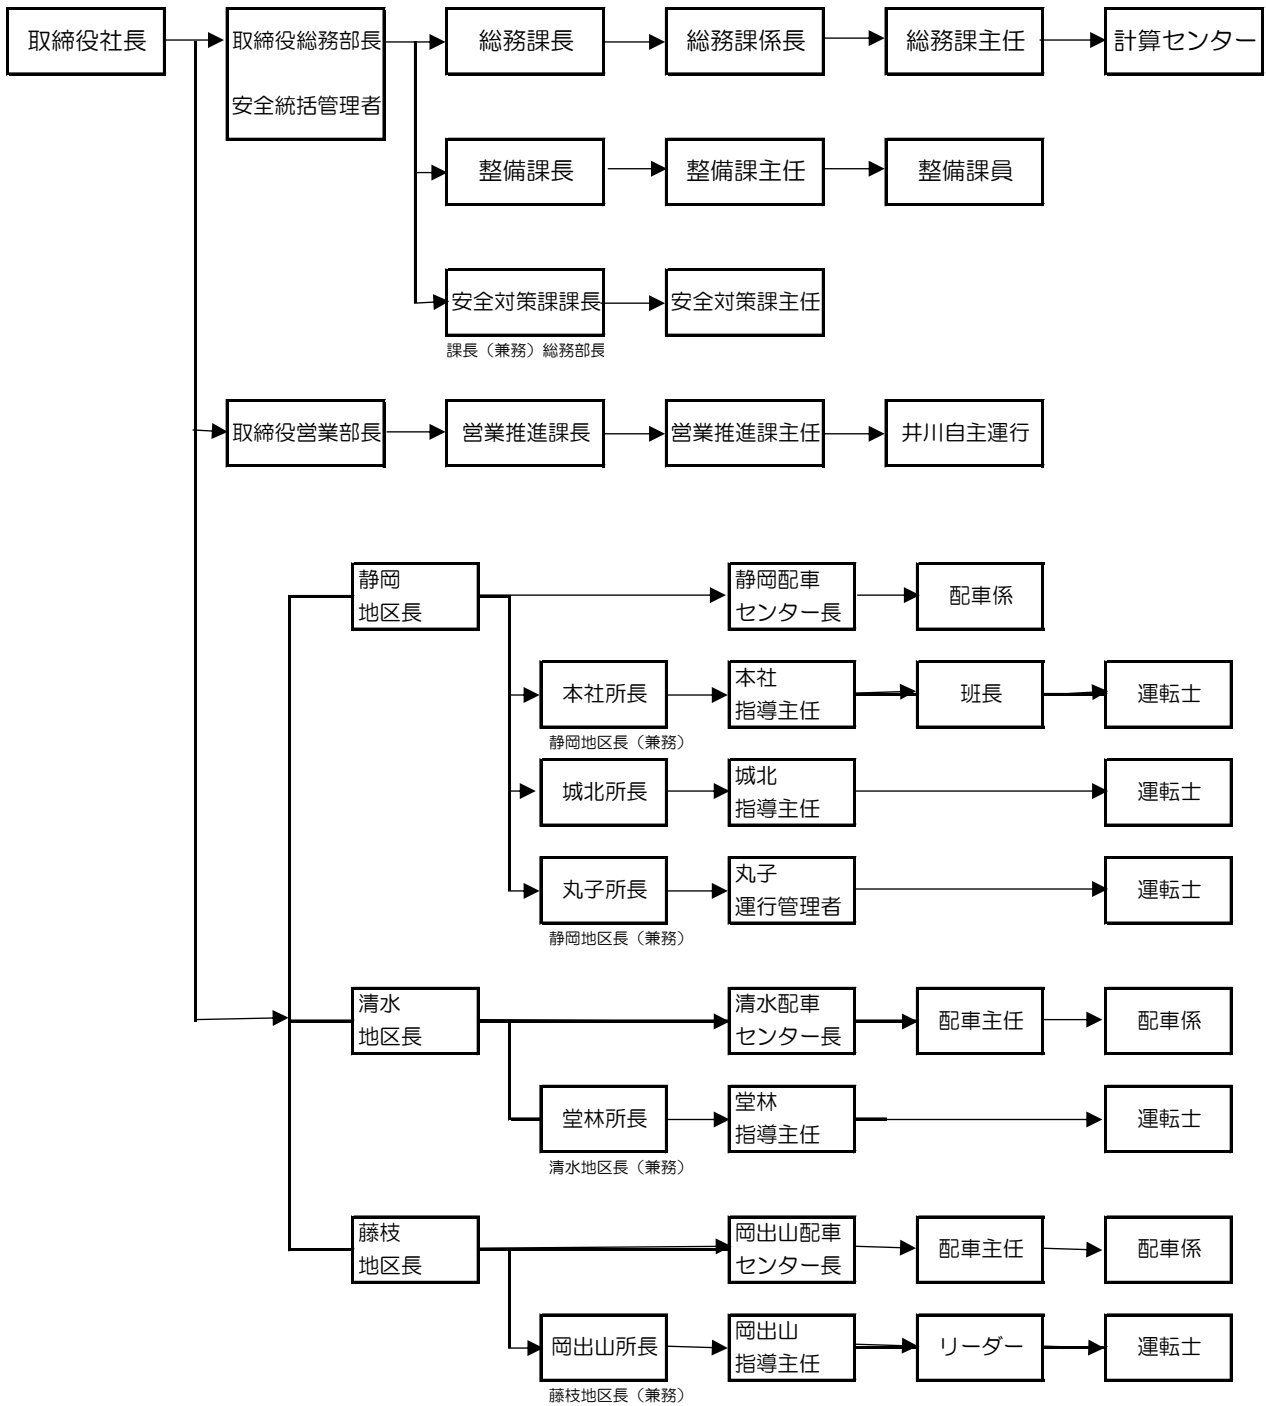 取締役社長
取締役総務部長
安全統括管理者
総務課長
総務課係長
総務課主任
計算センター
整備課長
整備課主任
整備課員
安全対策課課長
安全対策課主任
課長（兼務）総務部長
取締役営業部長
営業推進課長
営業推進課主任
井川自主運行
静岡
地区長
静岡配車
センター長
配車係
本社所長
本社
指導主任
班長
運転士
静岡地区長（兼務）
城北所長
城北
指導主任
運転士
丸子所長
丸子
運行管理者
運転士
静岡地区長（兼務）
清水
地区長
清水配車
センター長
配車主任
配車係
堂林所長
堂林
指導主任
運転士
清水地区長（兼務）
藤枝
地区長
岡出山配車
センター長
配車主任
配車係
岡出山所長
岡出山
指導主任
リーダー
運転士
藤枝地区長（兼務）